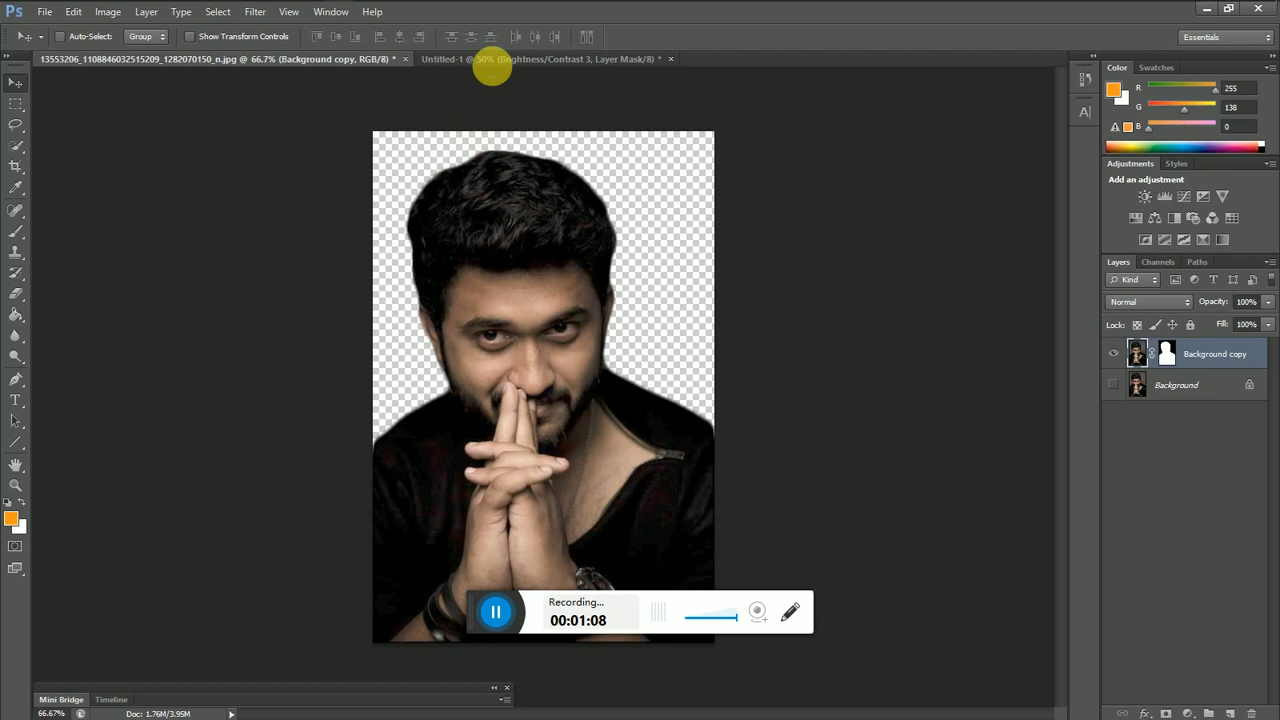 Ps File Edit Image Layer Type Select Filter View Window Help
Auto-Select: Group Show Transform Controls Essentials
13553206_1108846032515209_1282070150_n.jpg @ 66.7% (Background copy, RGB/8) * × Untitled-1 @ 50% (Brightness/Contrast 3, Layer Mask/8) * ×
Color Swatches
R 255
G 138
B 0
Adjustments Styles
Add an adjustment
Layers Channels Paths
Kind
Normal Opacity: 100%
Lock: Fill: 100%
Background copy
Background
Recording...
00:01:08
Mini Bridge Timeline
66.67% Doc: 1.76M/3.95M